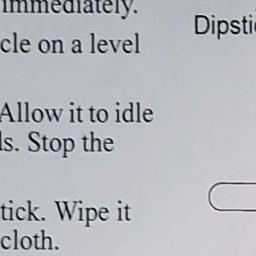 immediately.
cle on a level
Allow it to idle
ls. Stop the
tick. Wipe it
cloth.
Dipsti